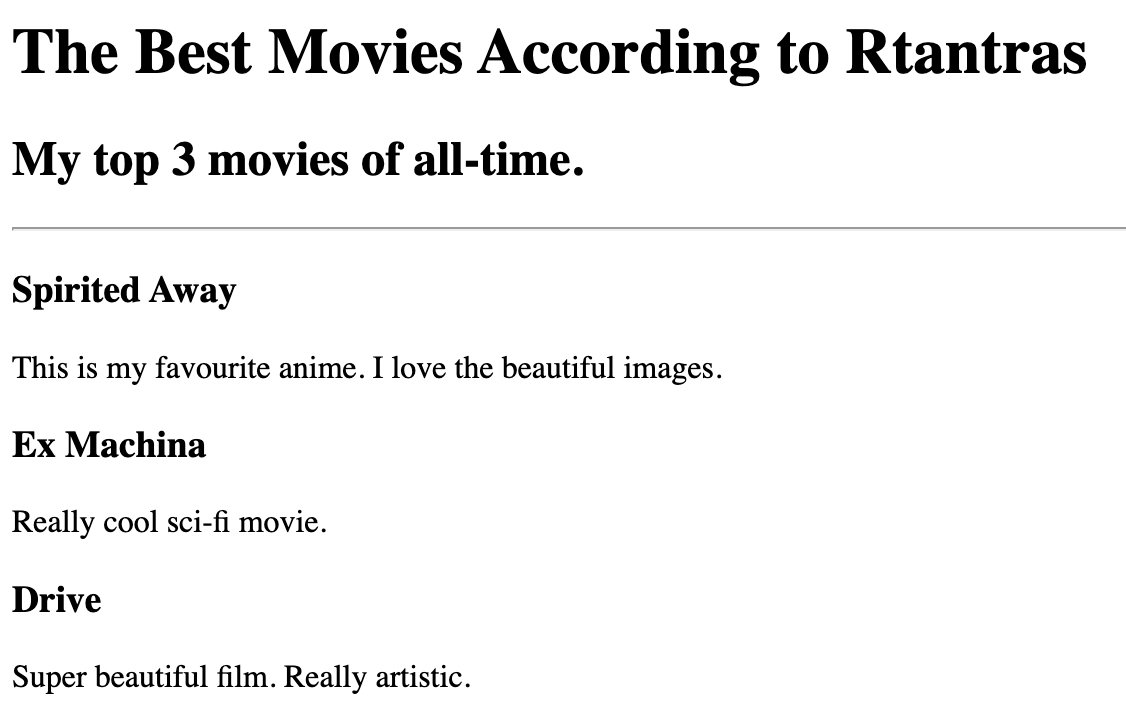 The Best Movies According to Rtantras
My top 3 movies of all-time.
Spirited Away
This is my favourite anime. I love the beautiful images.
Ex Machina
Really cool sci-fi movie.
Drive
Super beautiful film. Really artistic.